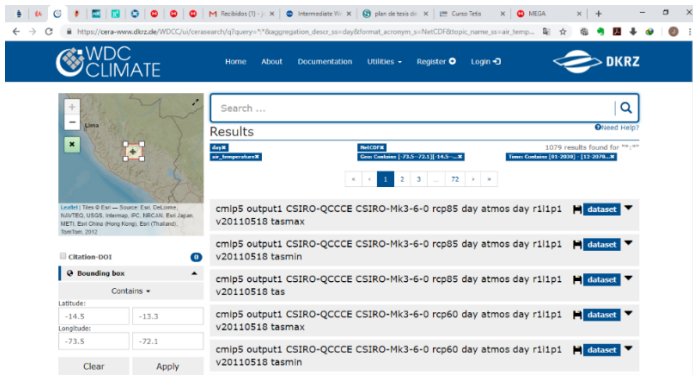 Recibidos (1) -
Intermediate
plan de tesis
Curso Tetis
MEGA
https://cera-www.dkrz.de/WDCC/ui/cerasearch/q?query=*:*&aggregation_descr_ss=day&format_acronym_s=NetCDF&topic_name_ss=air_temp...
WDC
CLIMATE
Home About Documentation Utilities Register Login
DKRZ
Lima
Leaflet | Tiles © Esri — Source: Esri, DeLorme,
NAVTEQ, USGS, Intermap, iPC, NRCAN, Esri Japan,
METI, Esri China (Hong Kong), Esri (Thailand),
TomTom, 2012
Citation-DOI 0
Bounding box
Contains
Latitude:
-14.5 -13.3
Longitude:
-73.5 -72.1
Clear Apply
Search ...
Results
Need Help?
day NetCDF 1079 results found for "*:*"
air_temperature Geo: Contains [-73.5--72.1][-14.5-... Time: Contains [01-2030]-[12-2070...
« < 1 2 3 ... 72 > »
cmip5 output1 CSIRO-QCCCE CSIRO-Mk3-6-0 rcp85 day atmos day r1i1p1 dataset
v20110518 tasmax
cmip5 output1 CSIRO-QCCCE CSIRO-Mk3-6-0 rcp85 day atmos day r1i1p1 dataset
v20110518 tasmin
cmip5 output1 CSIRO-QCCCE CSIRO-Mk3-6-0 rcp85 day atmos day r1i1p1 dataset
v20110518 tas
cmip5 output1 CSIRO-QCCCE CSIRO-Mk3-6-0 rcp60 day atmos day r1i1p1 dataset
v20110518 tasmax
cmip5 output1 CSIRO-QCCCE CSIRO-Mk3-6-0 rcp60 day atmos day r1i1p1 dataset
v20110518 tasmin